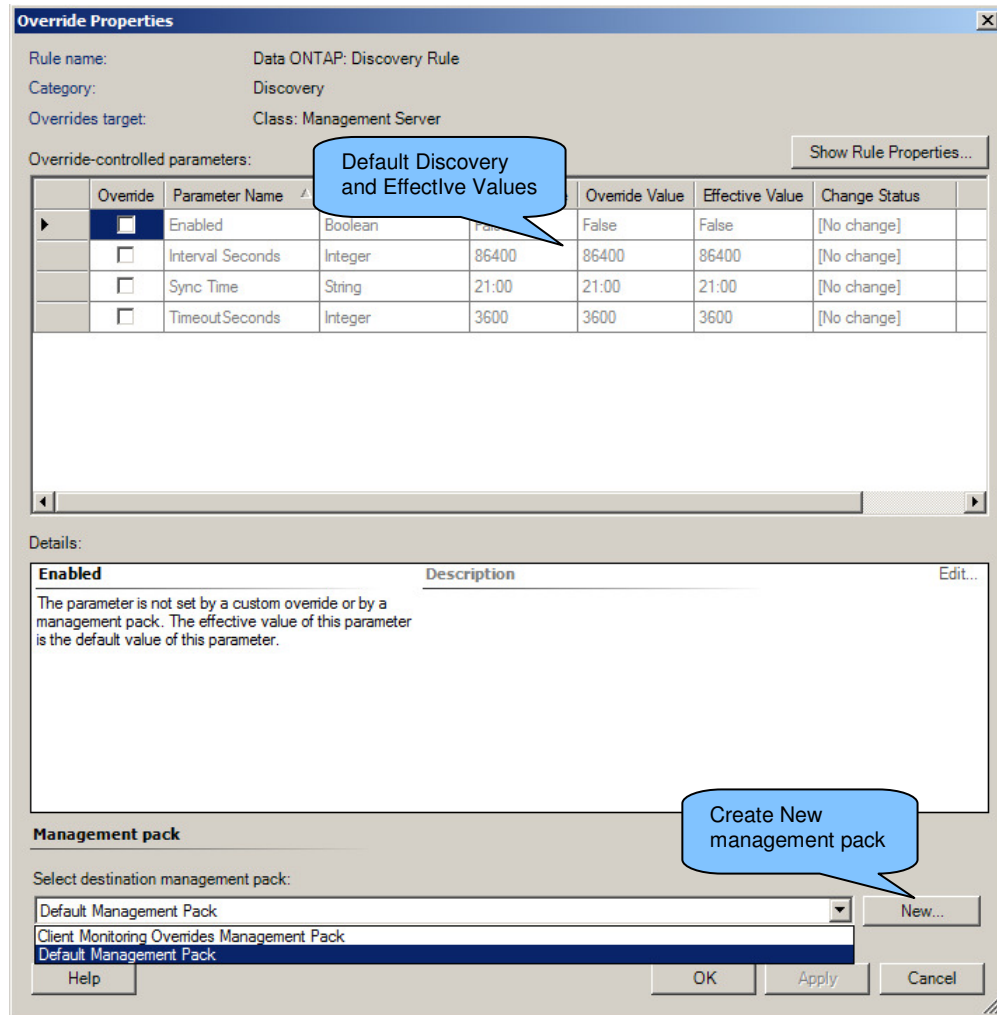 Override Properties
Rule name: Data ONTAP: Discovery Rule
Category: Discovery
Overrides target: Class: Management Server
Override-controlled parameters:
Default Discovery
and Effective Values
Show Rule Properties...
Override Parameter Name Override Value Effective Value Change Status
Enabled Boolean False False False [No change]
Interval Seconds Integer 86400 86400 86400 [No change]
Sync Time String 21:00 21:00 21:00 [No change]
TimeoutSeconds Integer 3600 3600 3600 [No change]
Details:
Enabled Description Edit...
The parameter is not set by a custom override or by a
management pack. The effective value of this parameter
is the default value of this parameter.
Create New
management pack
Management pack
Select destination management pack:
Default Management Pack New...
Client Monitoring Overrides Management Pack
Default Management Pack
Help OK Apply Cancel